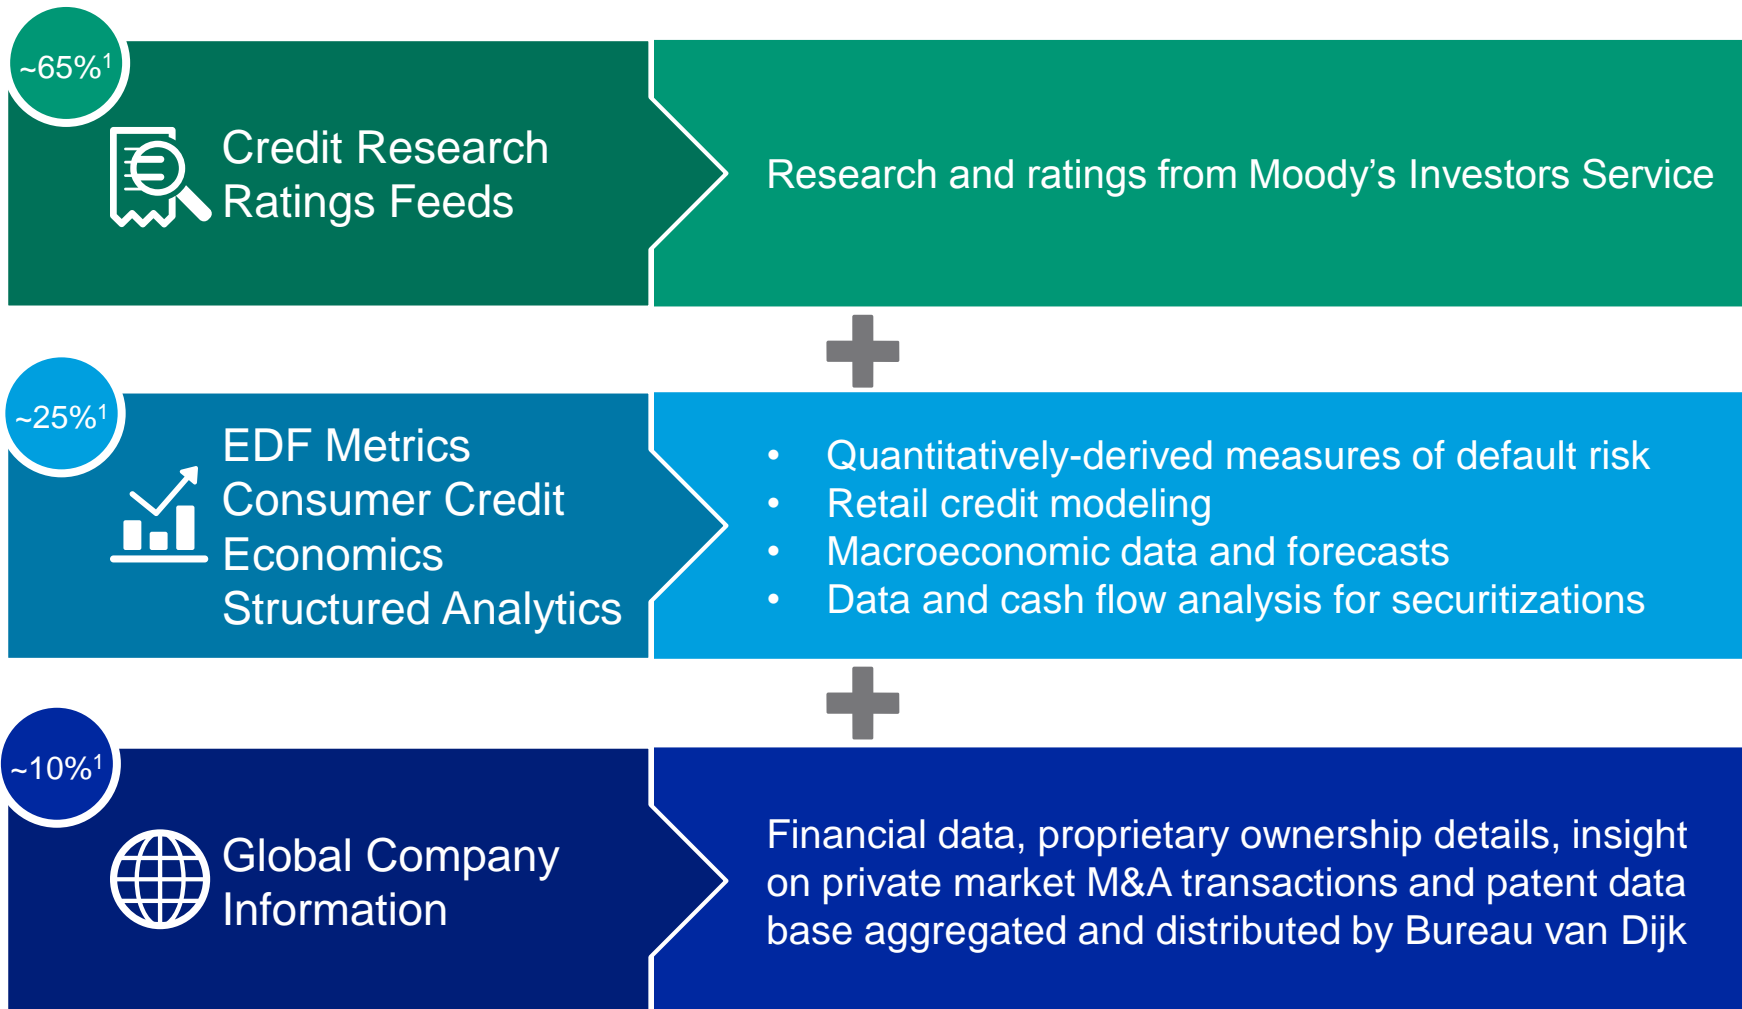 ~65%¹
Credit Research
Ratings Feeds
Research and ratings from Moody’s Investors Service
~25%¹
EDF Metrics
Consumer Credit
Economics
Structured Analytics
• Quantitatively-derived measures of default risk
• Retail credit modeling
• Macroeconomic data and forecasts
• Data and cash flow analysis for securitizations
~10%¹
Global Company
Information
Financial data, proprietary ownership details, insight
on private market M&A transactions and patent data
base aggregated and distributed by Bureau van Dijk